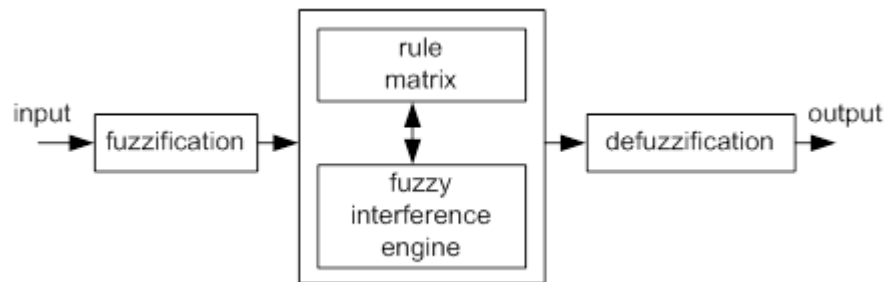 input
fuzzification
rule
matrix
fuzzy
interference
engine
defuzzification
output